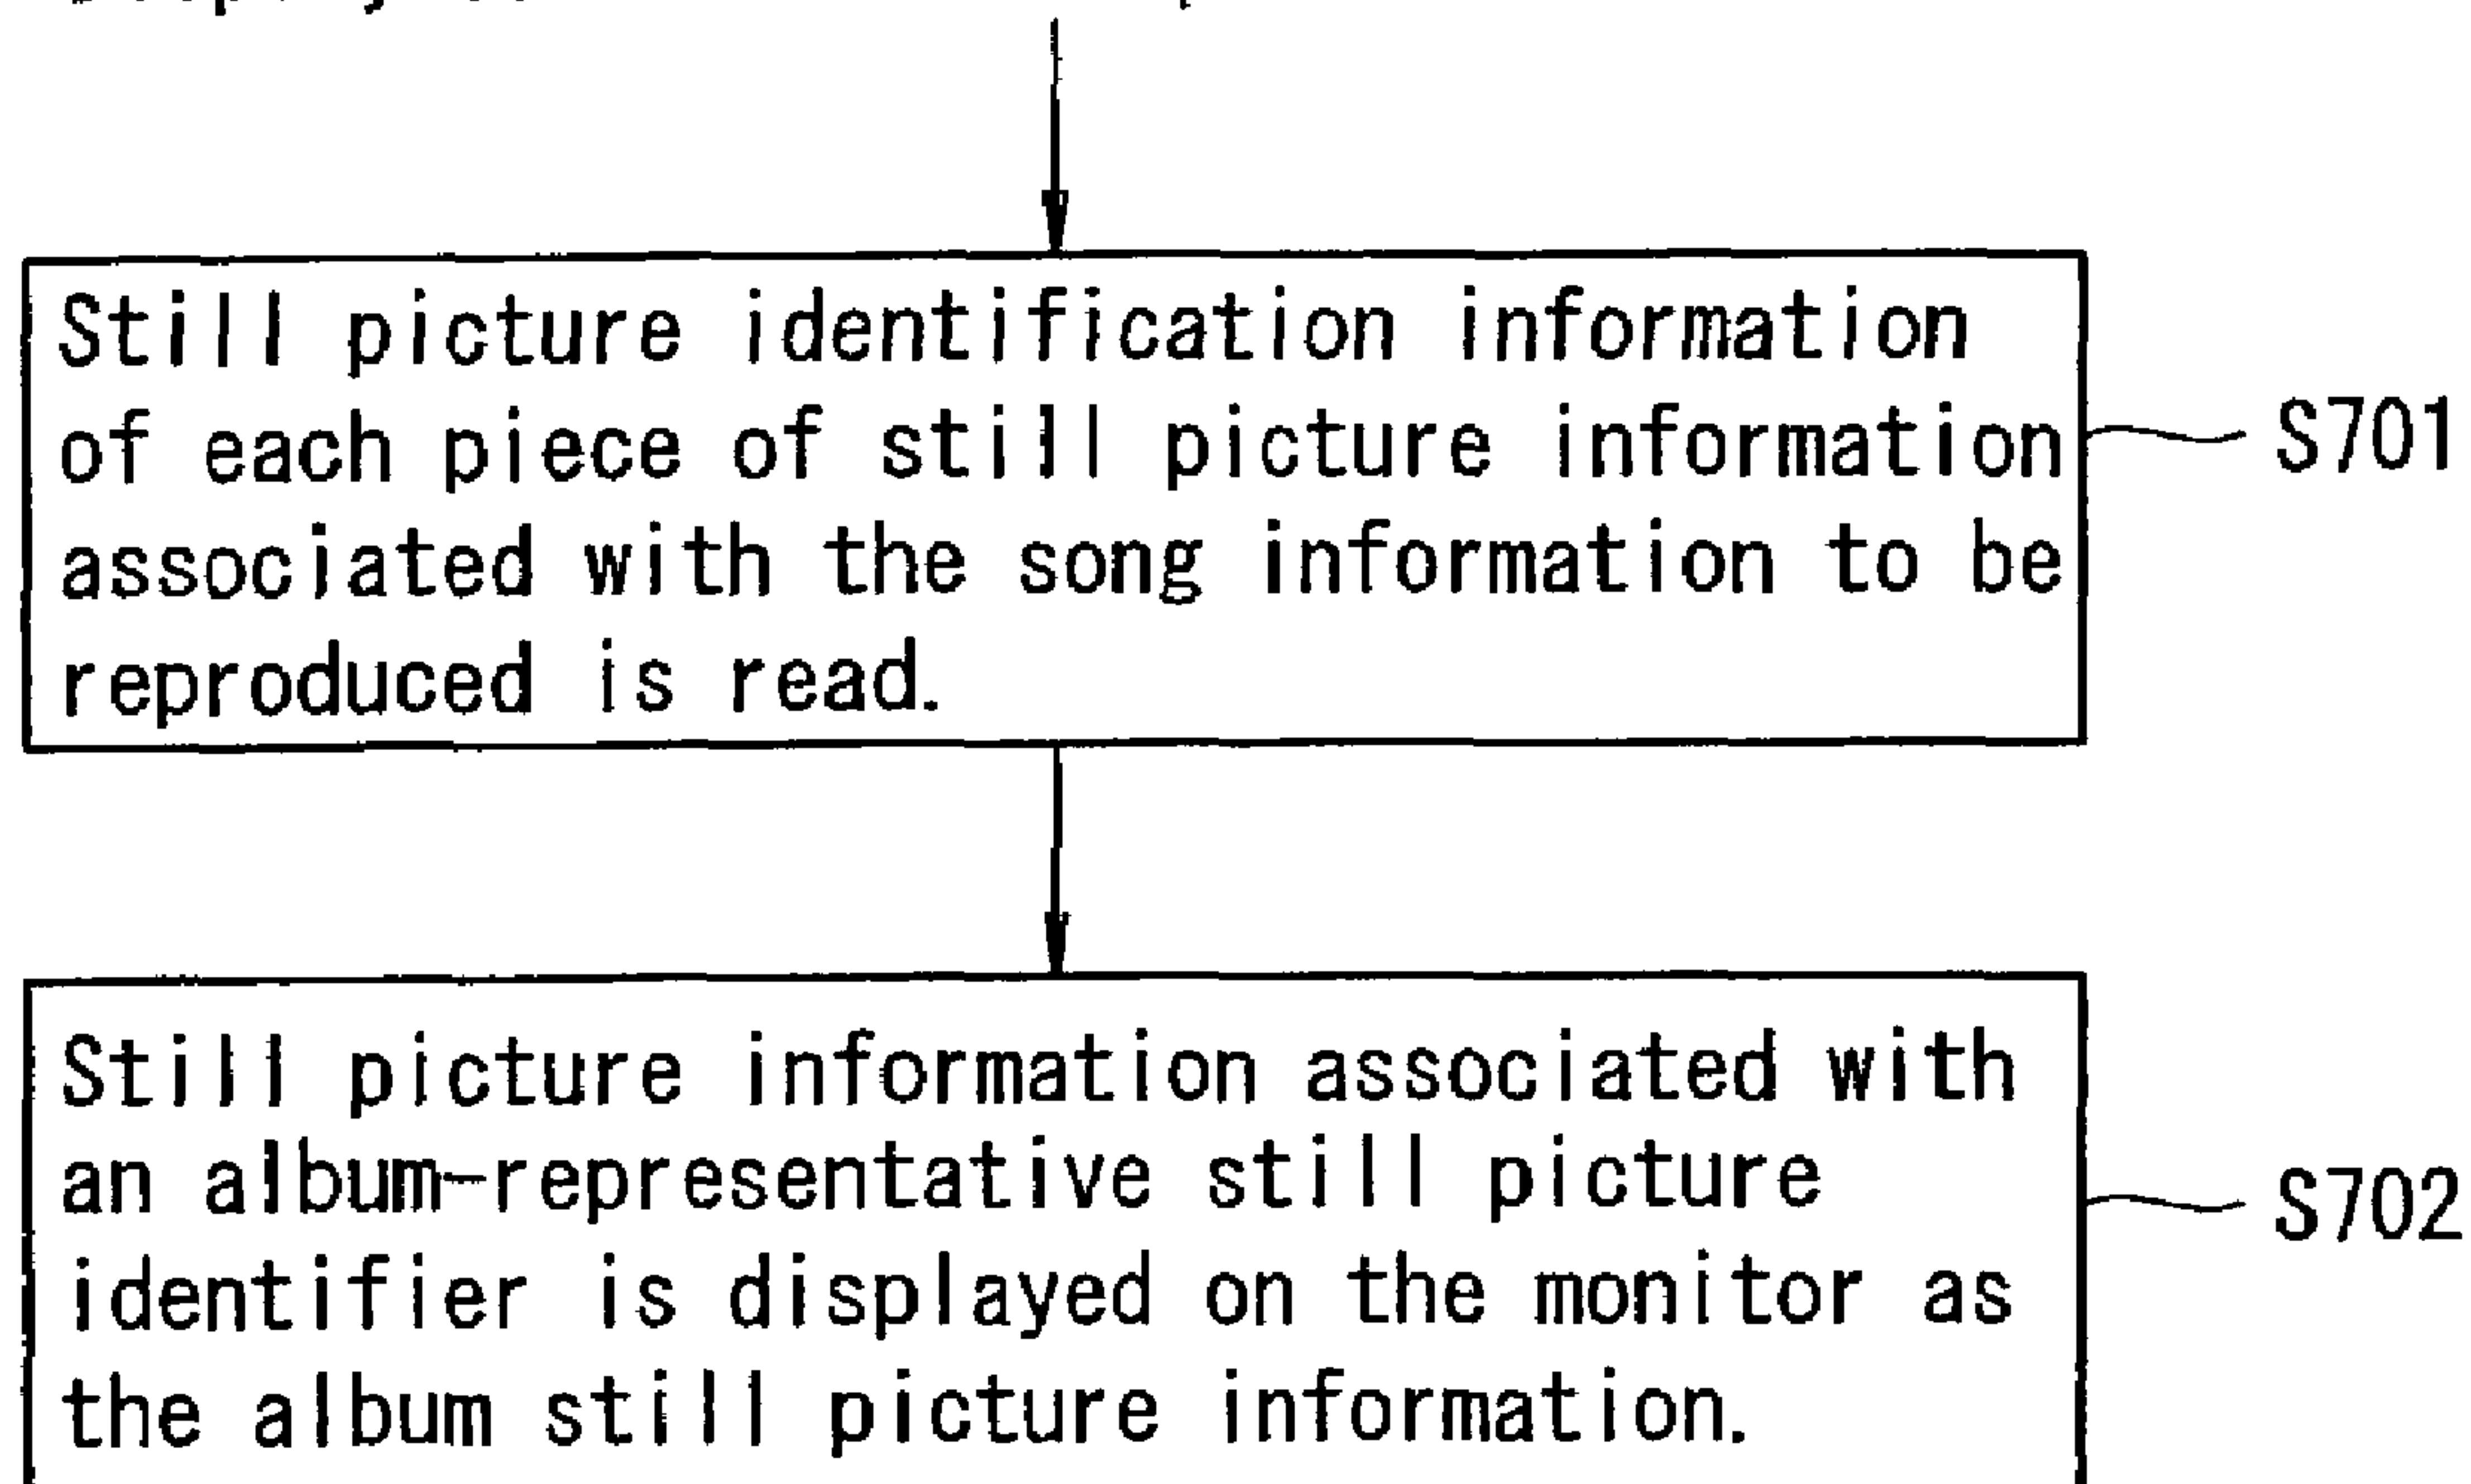 Still picture identification information
of each piece of still picture information
associated with the song information to be
reproduced is read.
S701
Still picture information associated with
an album-representative still picture
identifier is displayed on the monitor as
the album still picture information.
S702